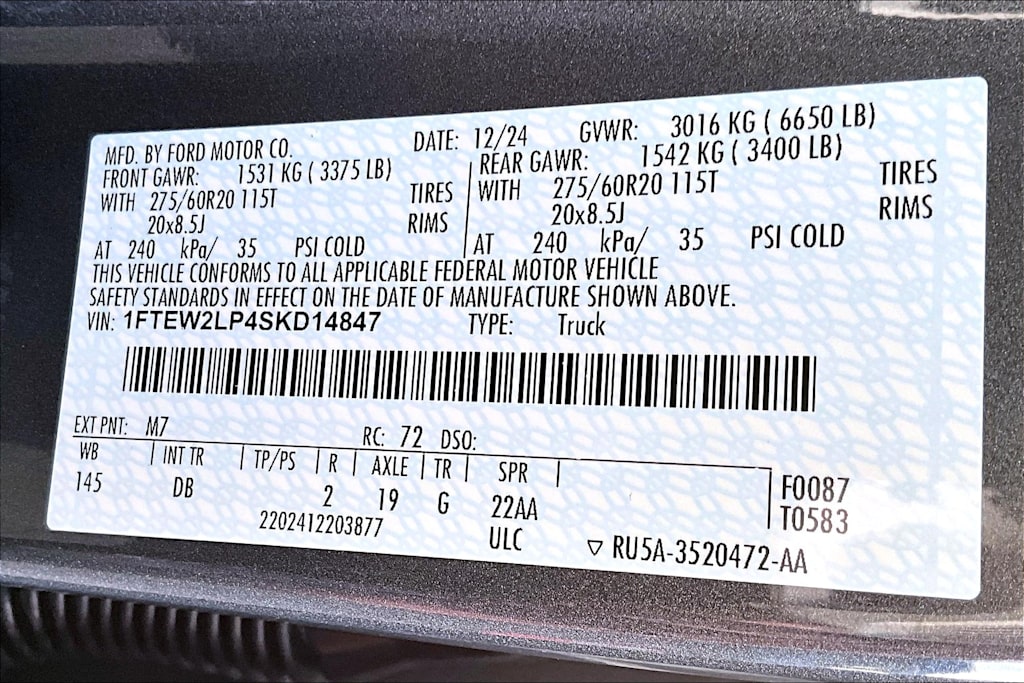 MFD. BY FORD MOTOR CO. DATE: 12/24 GVWR: 3016 KG ( 6650 LB)
FRONT GAWR: 1531 KG ( 3375 LB) REAR GAWR: 1542 KG ( 3400 LB)
WITH 275/60R20 115T TIRES WITH 275/60R20 115T TIRES
20x8.5J RIMS 20x8.5J RIMS
AT 240 kPa/ 35 PSI COLD AT 240 kPa/ 35 PSI COLD
THIS VEHICLE CONFORMS TO ALL APPLICABLE FEDERAL MOTOR VEHICLE
SAFETY STANDARDS IN EFFECT ON THE DATE OF MANUFACTURE SHOWN ABOVE.
VIN: 1FTEW2LP4SKD14847 TYPE: Truck
EXT PNT: M7 RC: 72 DSO:
WB INT TR TP/PS R AXLE TR SPR
145 DB 2 19 G 22AA F0087
T0583
2202412203877 ULC ▽ RU5A-3520472-AA